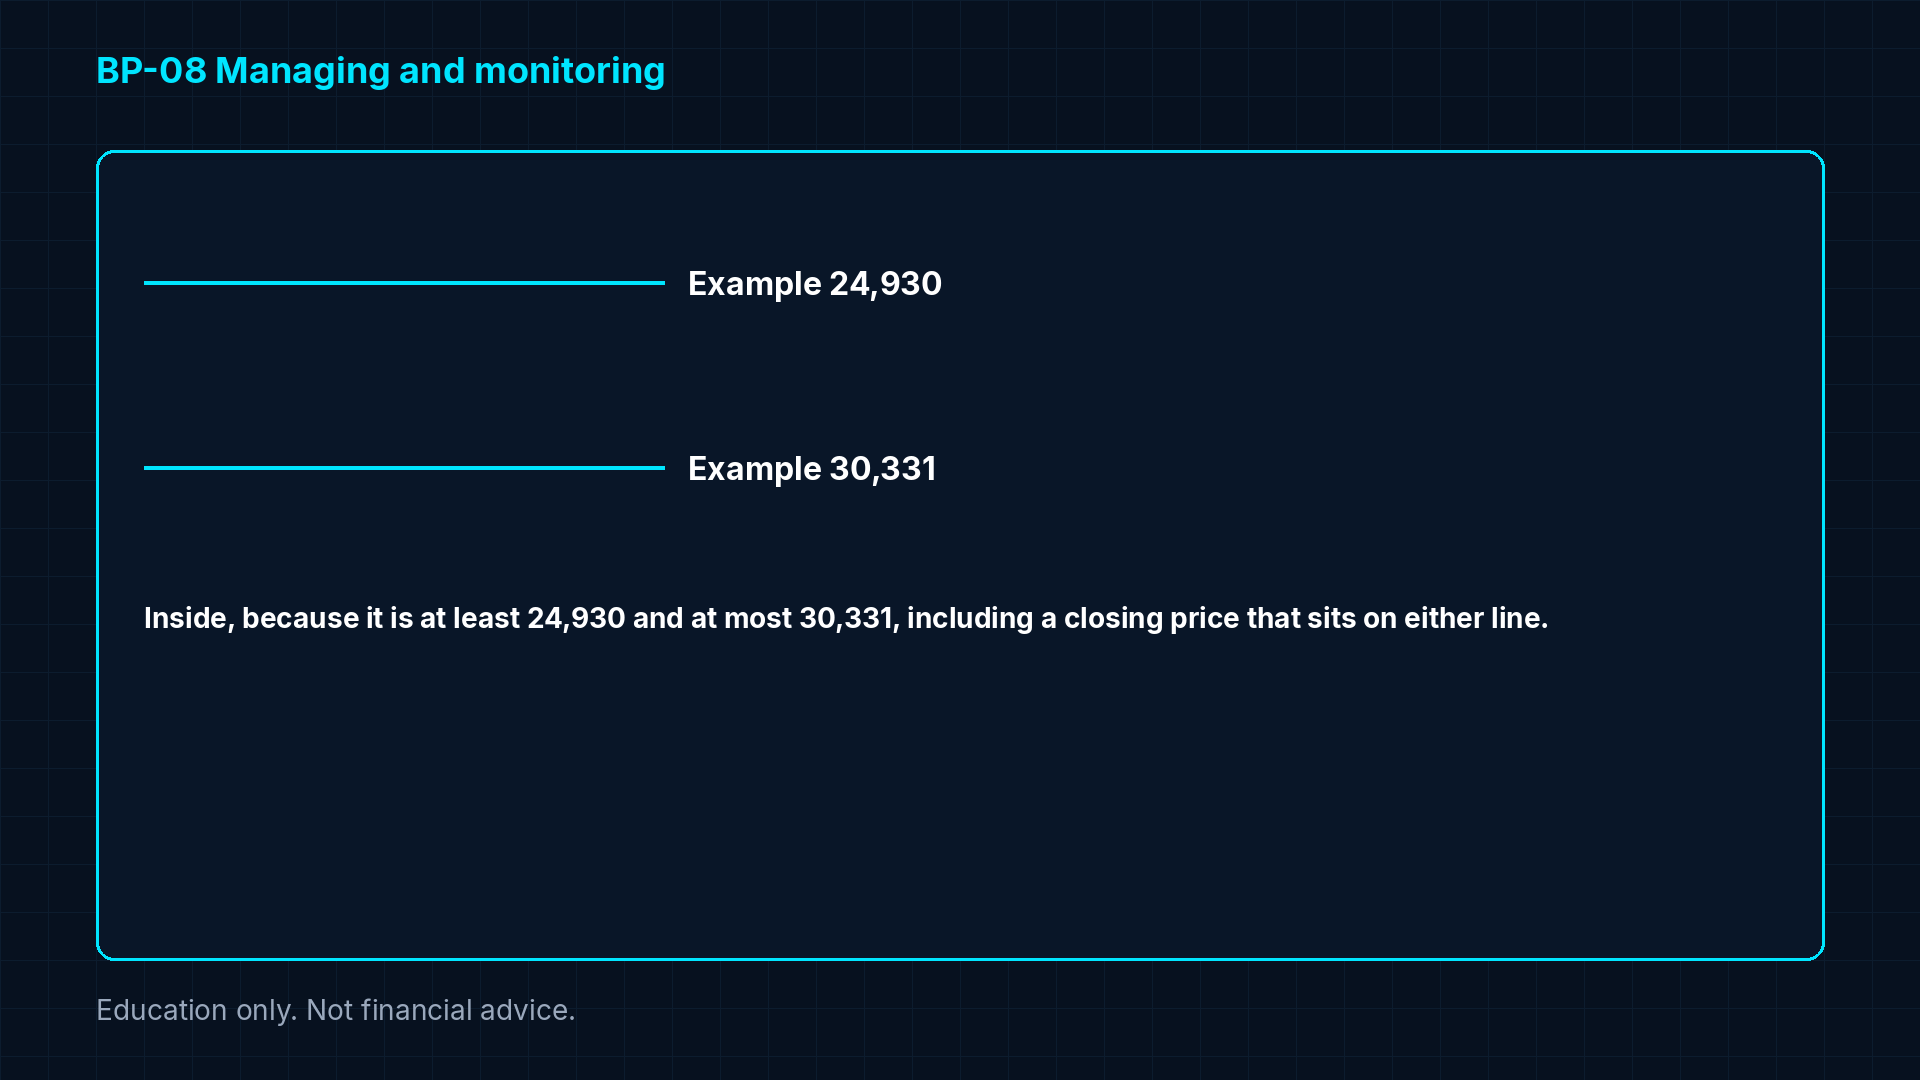 BP-08 Managing and monitoring
Example 24,930
Example 30,331
Inside, because it is at least 24,930 and at most 30,331, including a closing price that sits on either line.
Education only. Not financial advice.